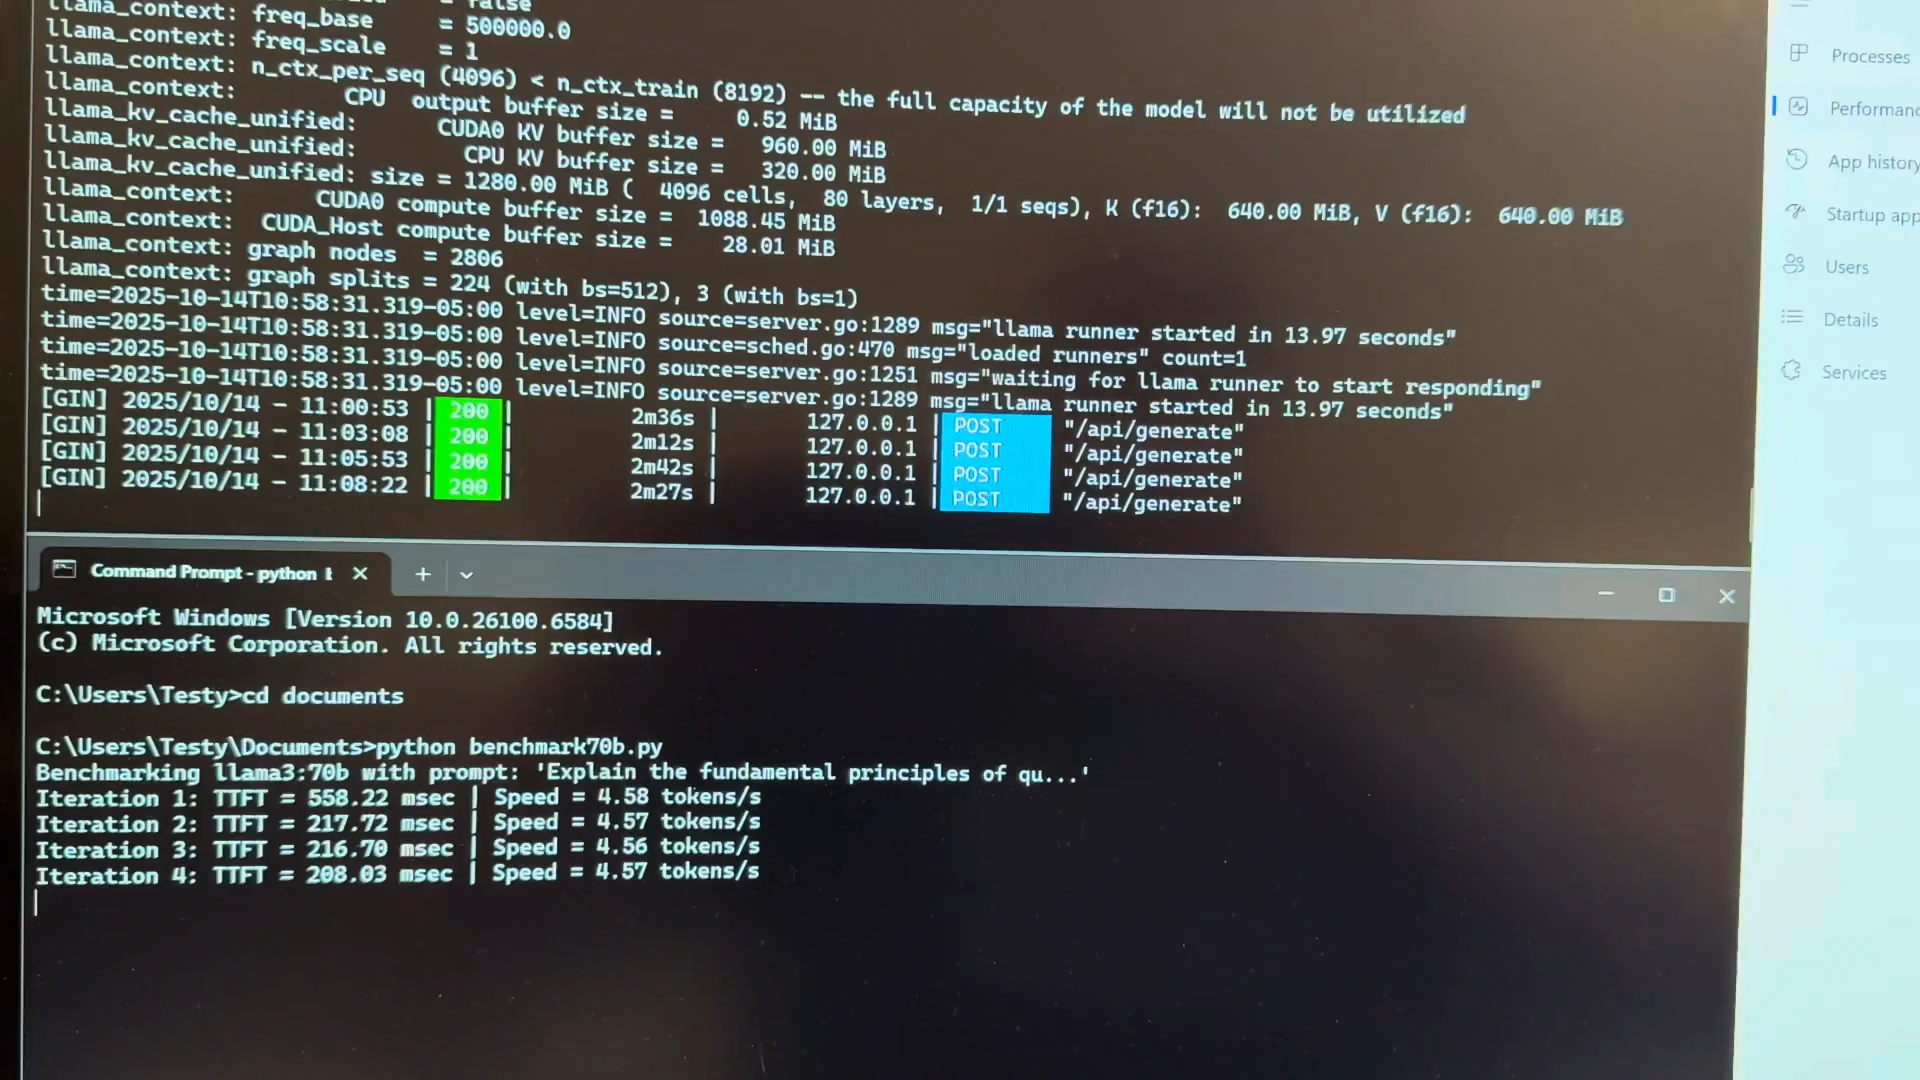 false
llama_context: freq_base = 500000.0
llama_context: freq_scale = 1
llama_context: n_ctx_per_seq (4096) < n_ctx_train (8192) -- the full capacity of the model will not be utilized
llama_context: CPU output buffer size = 0.52 MiB
llama_kv_cache_unified: CUDA0 KV buffer size = 960.00 MiB
llama_kv_cache_unified: CPU KV buffer size = 320.00 MiB
llama_kv_cache_unified: size = 1280.00 MiB ( 4096 cells, 80 layers, 1/1 seqs), K (f16): 640.00 MiB, V (f16): 640.00 MiB
llama_context: CUDA0 compute buffer size = 1088.45 MiB
llama_context: CUDA_Host compute buffer size = 28.01 MiB
llama_context: graph nodes = 2806
llama_context: graph splits = 224 (with bs=512), 3 (with bs=1)
time=2025-10-14T10:58:31.319-05:00 level=INFO source=server.go:1289 msg="llama runner started in 13.97 seconds"
time=2025-10-14T10:58:31.319-05:00 level=INFO source=sched.go:470 msg="loaded runners" count=1
time=2025-10-14T10:58:31.319-05:00 level=INFO source=server.go:1251 msg="waiting for llama runner to start responding"
time=2025-10-14T10:58:31.319-05:00 level=INFO source=server.go:1289 msg="llama runner started in 13.97 seconds"
[GIN] 2025/10/14 - 11:00:53 | 200 | 2m36s | 127.0.0.1 | POST "/api/generate"
[GIN] 2025/10/14 - 11:03:08 | 200 | 2m12s | 127.0.0.1 | POST "/api/generate"
[GIN] 2025/10/14 - 11:05:53 | 200 | 2m42s | 127.0.0.1 | POST "/api/generate"
[GIN] 2025/10/14 - 11:08:22 | 200 | 2m27s | 127.0.0.1 | POST "/api/generate"
Command Prompt - python
Microsoft Windows [Version 10.0.26100.6584]
(c) Microsoft Corporation. All rights reserved.
C:\Users\Testy>cd documents
C:\Users\Testy\Documents>python benchmark70b.py
Benchmarking llama3:70b with prompt: 'Explain the fundamental principles of qu...'
Iteration 1: TTFT = 558.22 msec | Speed = 4.58 tokens/s
Iteration 2: TTFT = 217.72 msec | Speed = 4.57 tokens/s
Iteration 3: TTFT = 216.70 msec | Speed = 4.56 tokens/s
Iteration 4: TTFT = 208.03 msec | Speed = 4.57 tokens/s
Processes
Performanc
App history
Startup app
Users
Details
Services